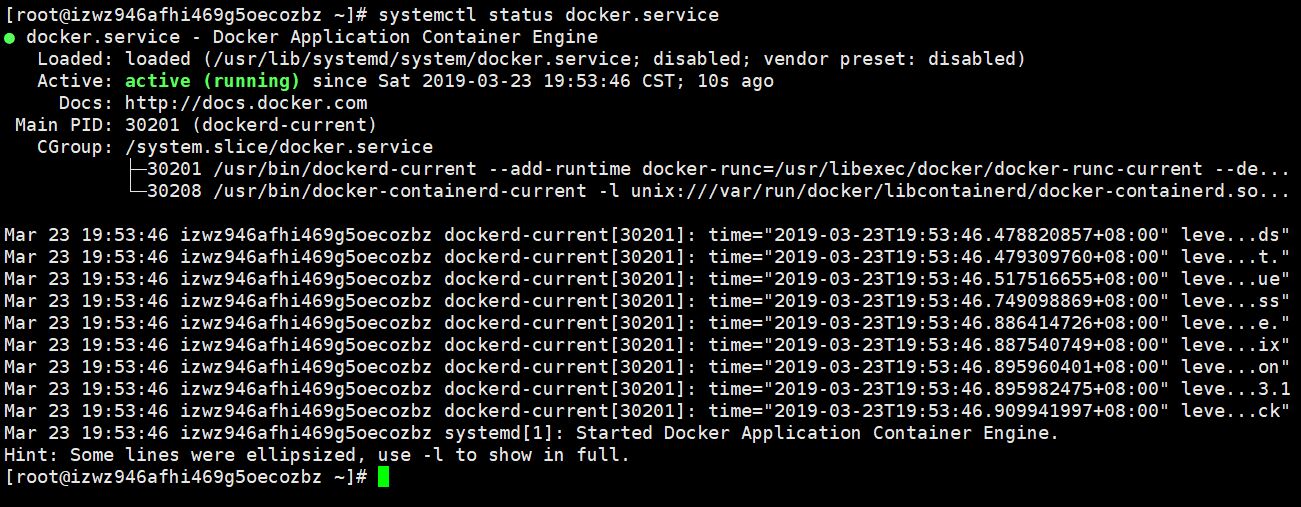 [root@izwz946afhi469g5oecozbz ~]# systemctl status docker.service
● docker.service - Docker Application Container Engine
   Loaded: loaded (/usr/lib/systemd/system/docker.service; disabled; vendor preset: disabled)
   Active: active (running) since Sat 2019-03-23 19:53:46 CST; 10s ago
     Docs: http://docs.docker.com
 Main PID: 30201 (dockerd-current)
   CGroup: /system.slice/docker.service
           ├─30201 /usr/bin/dockerd-current --add-runtime docker-runc=/usr/libexec/docker/docker-runc-current --de...
           └─30208 /usr/bin/docker-containerd-current -l unix:///var/run/docker/libcontainerd/docker-containerd.so...

Mar 23 19:53:46 izwz946afhi469g5oecozbz dockerd-current[30201]: time="2019-03-23T19:53:46.478820857+08:00" leve...ds"
Mar 23 19:53:46 izwz946afhi469g5oecozbz dockerd-current[30201]: time="2019-03-23T19:53:46.479309760+08:00" leve...t."
Mar 23 19:53:46 izwz946afhi469g5oecozbz dockerd-current[30201]: time="2019-03-23T19:53:46.517516655+08:00" leve...ue"
Mar 23 19:53:46 izwz946afhi469g5oecozbz dockerd-current[30201]: time="2019-03-23T19:53:46.749098869+08:00" leve...ss"
Mar 23 19:53:46 izwz946afhi469g5oecozbz dockerd-current[30201]: time="2019-03-23T19:53:46.886414726+08:00" leve...e."
Mar 23 19:53:46 izwz946afhi469g5oecozbz dockerd-current[30201]: time="2019-03-23T19:53:46.887540749+08:00" leve...ix"
Mar 23 19:53:46 izwz946afhi469g5oecozbz dockerd-current[30201]: time="2019-03-23T19:53:46.895960401+08:00" leve...on"
Mar 23 19:53:46 izwz946afhi469g5oecozbz dockerd-current[30201]: time="2019-03-23T19:53:46.895982475+08:00" leve...3.1
Mar 23 19:53:46 izwz946afhi469g5oecozbz dockerd-current[30201]: time="2019-03-23T19:53:46.909941997+08:00" leve...ck"
Mar 23 19:53:46 izwz946afhi469g5oecozbz systemd[1]: Started Docker Application Container Engine.
Hint: Some lines were ellipsized, use -l to show in full.
[root@izwz946afhi469g5oecozbz ~]#